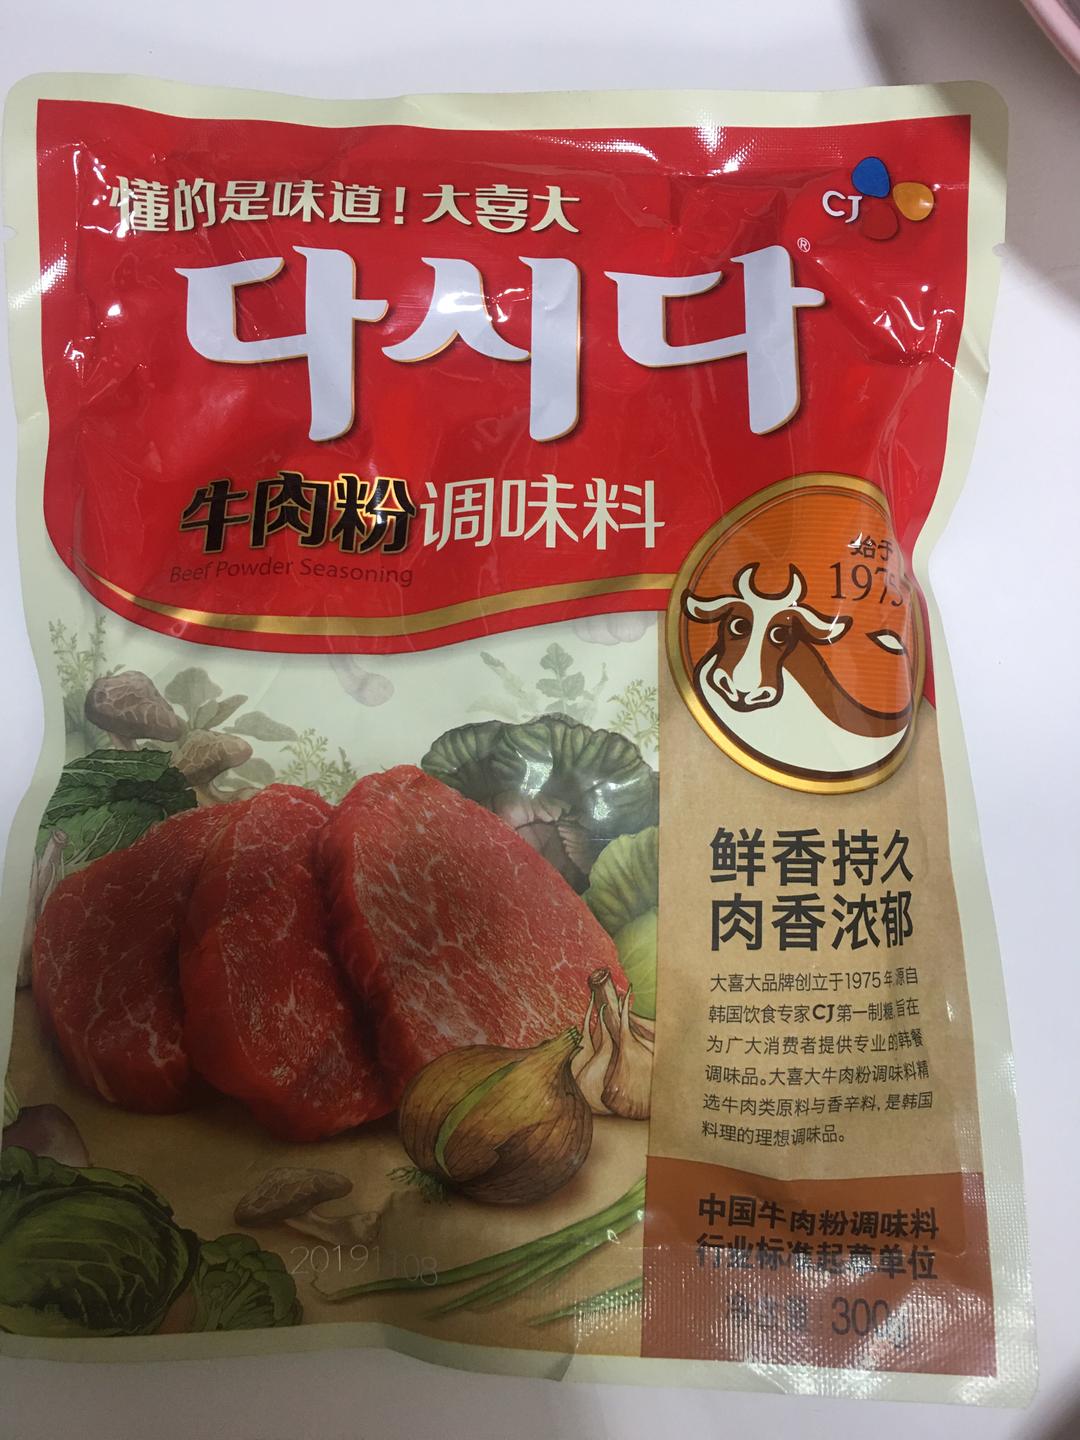 懂的是味道!大喜大
CJ
다시다®
牛肉粉调味料
Beef Powder Seasoning
始于
1975
鲜香持久
肉香浓郁
大喜大品牌创立于1975年,源自
韩国饮食专家CJ第一制糖,旨在
为广大消费者提供专业的韩餐
调味品。大喜大牛肉粉调味料精
选牛肉类原料与香辛料,是韩国
料理的理想调味品。
中国牛肉粉调味料
行业标准起草单位
净含量:300g
20191108